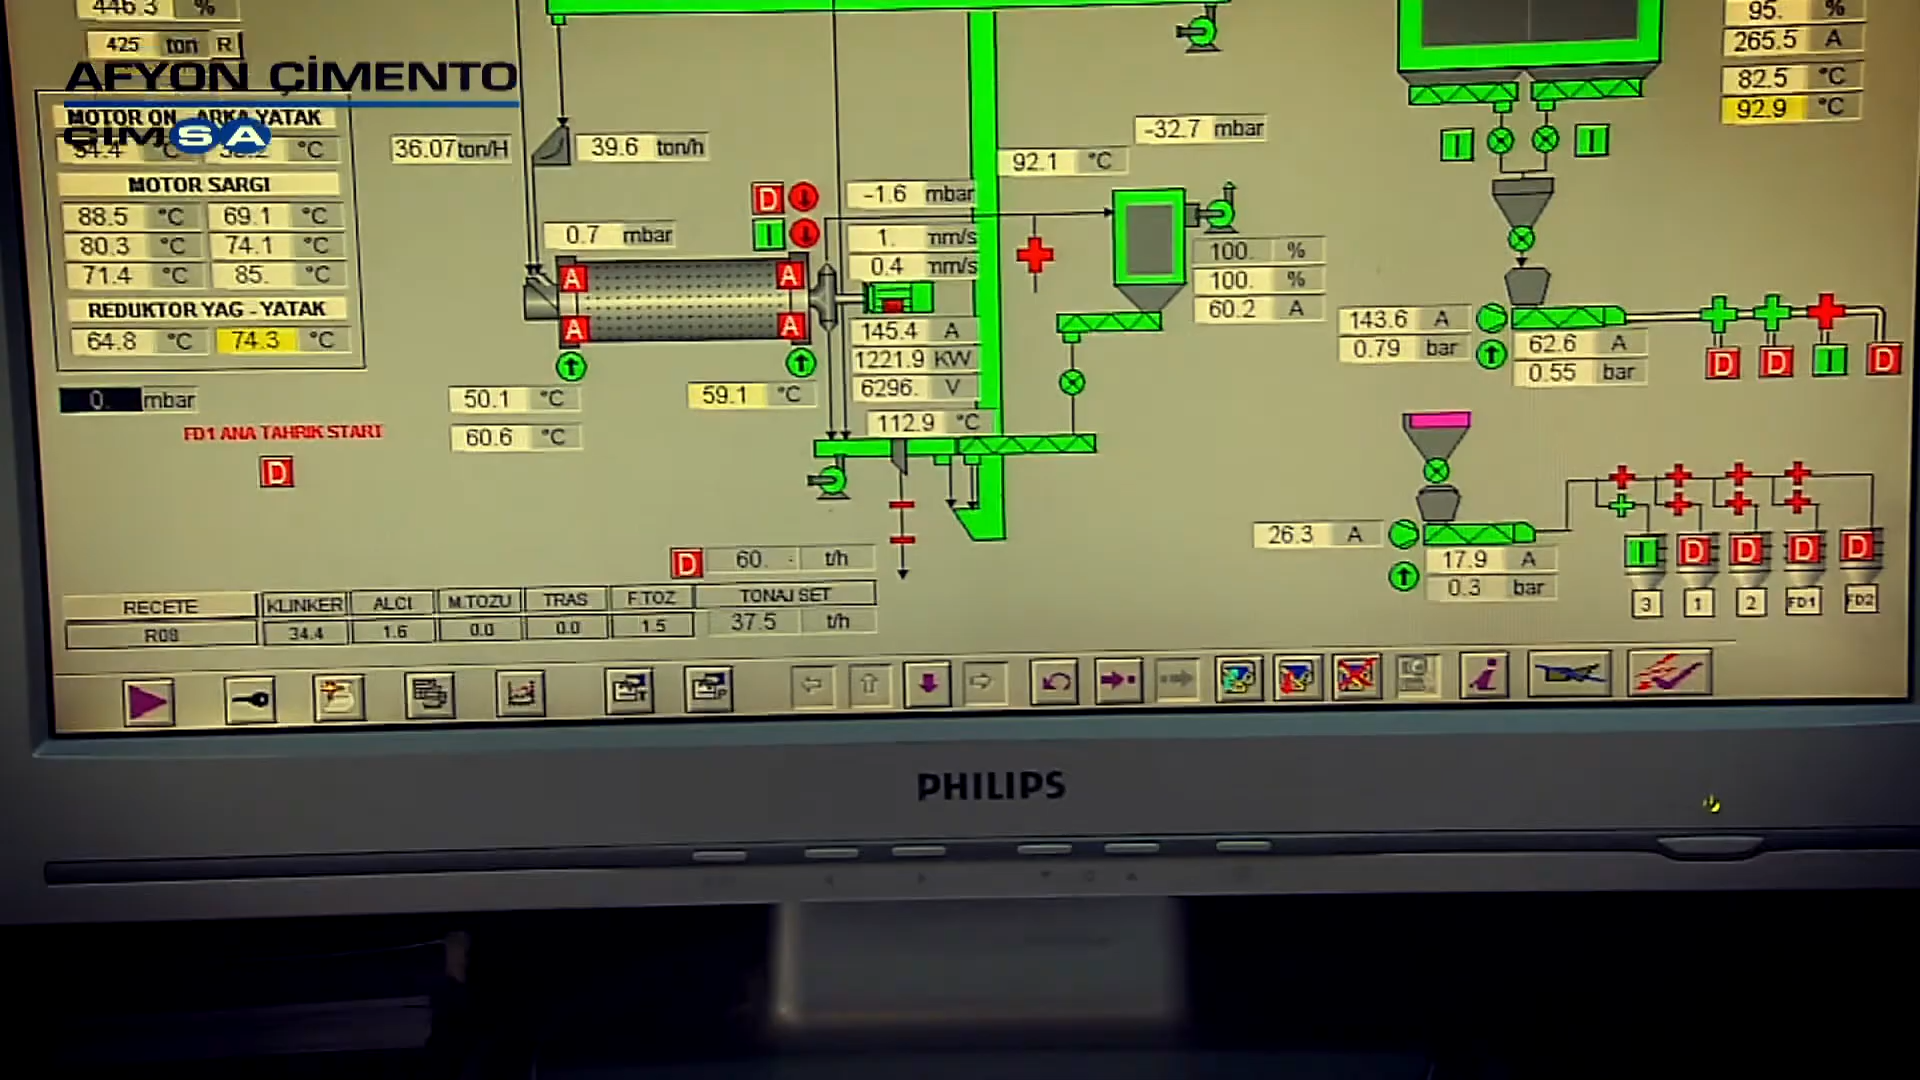 446.3 %
425 ton R
AFYON ÇİMENTO
ÇİMSA
MOTOR ON_ARKA YATAK
54.4 °C °C
MOTOR SARGI
88.5 °C 69.1 °C
80.3 °C 74.1 °C
71.4 °C 85. °C
REDUKTOR YAG - YATAK
64.8 °C 74.3 °C
0. mbar
FD1 ANA TAHRIK START
D
36.07 ton/H
39.6 ton/h
0.7 mbar
D
I
A A
A A
-1.6 mbar
1. mm/s
0.4 mm/s
145.4 A
1221.9 KW
6296. V
112.9 °C
50.1 °C
60.6 °C
59.1 °C
92.1 °C
-32.7 mbar
100. %
100. %
60.2 A
95. %
265.5 A
82.5 °C
92.9 °C
I I
143.6 A
0.79 bar
62.6 A
0.55 bar
D D I D
26.3 A
17.9 A
0.3 bar
I D D D D
3 1 2 FD1 FD2
D 60. t/h
RECETE KLINKER ALCI M.TOZU TRAS F.TOZ TONAJ SET
R08 34.4 1.6 0.0 0.0 1.5 37.5 t/h
T P i
PHILIPS